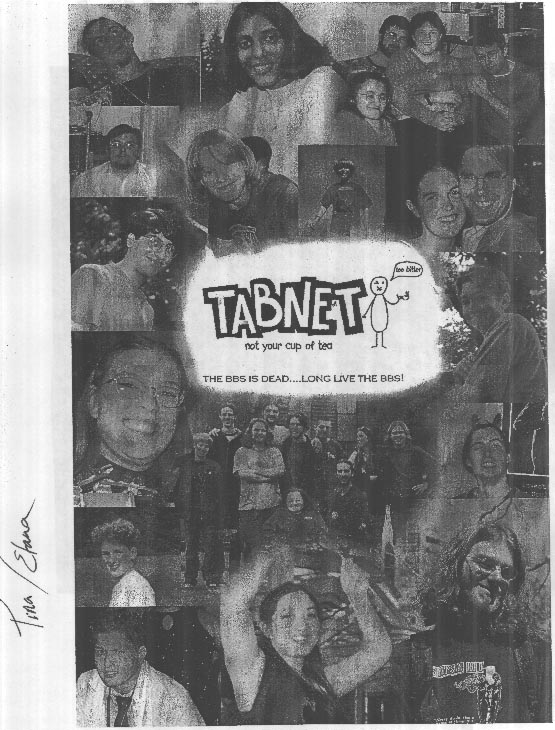 too bitter
TABNET
not your cup of tea
THE BBS IS DEAD....LONG LIVE THE BBS!
Tina / Elana